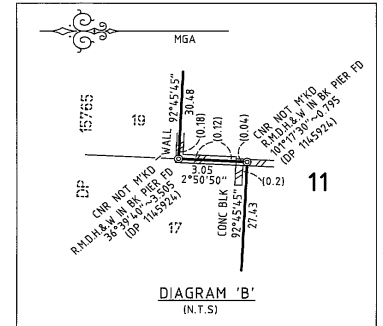 MGA
DP 15765
19
WALL
92°45'45"
30.48
(0.18)
(0.12)
(0.04)
CNR NOT M'KD
R.M.D.H.& W IN BK PIER FD
101°17'30"~0.795
(DP 1145924)
3.05
2°50'50"
(0.2)
11
CNR NOT M'KD
R.M.D.H.& W IN BK PIER FD
36°39'40"~3.505
(DP 1145924)
17
CONC BLK
92°45'45"
27.43
DIAGRAM 'B'
(N.T.S)